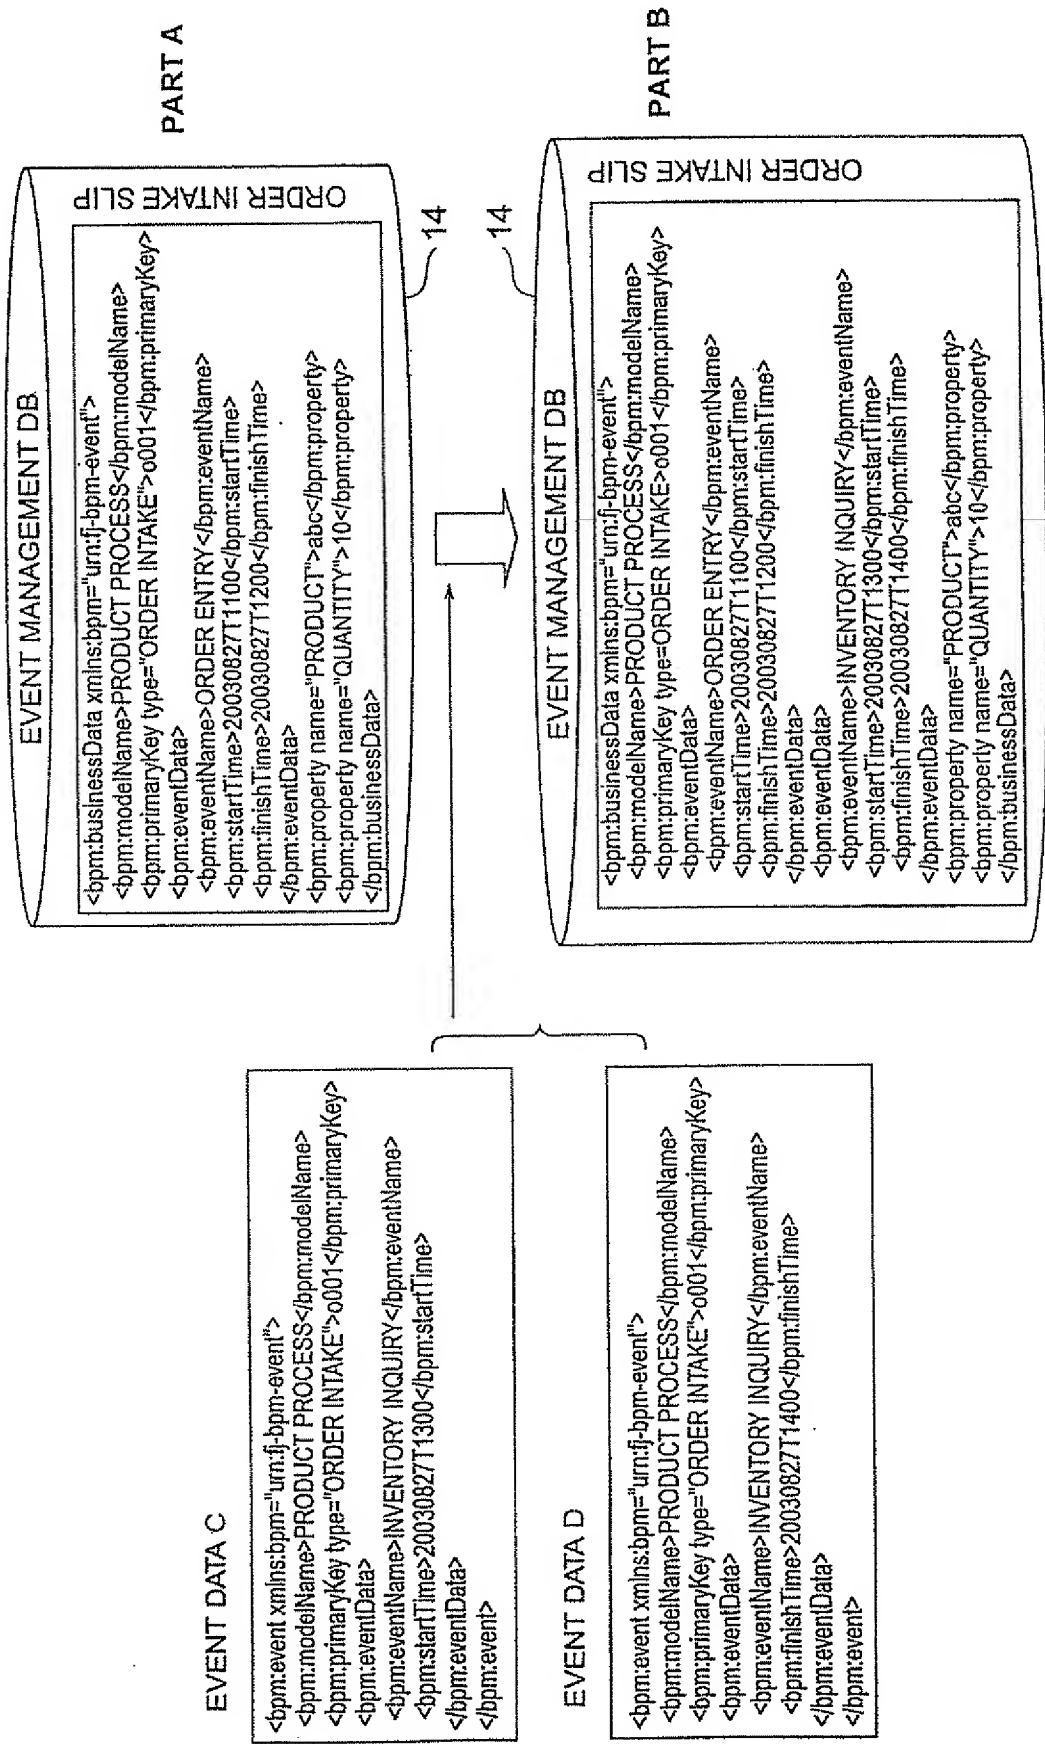 EVENT DATA C
<bpm:event xmlns:bpm="urn:fj-bpm-event">
<bpm:modelName>PRODUCT PROCESS</bpm:modelName>
<bpm:primaryKey type="ORDER INTAKE">o001</bpm:primaryKey>
<bpm:eventData>
<bpm:eventName>INVENTORY INQUIRY</bpm:eventName>
<bpm:startTime>20030827T1300</bpm:startTime>
</bpm:eventData>
</bpm:event>
EVENT DATA D
<bpm:event xmlns:bpm="urn:fj-bpm-event">
<bpm:modelName>PRODUCT PROCESS</bpm:modelName>
<bpm:primaryKey type="ORDER INTAKE">o001</bpm:primaryKey>
<bpm:eventData>
<bpm:eventName>INVENTORY INQUIRY</bpm:eventName>
<bpm:finishTime>20030827T1400</bpm:finishTime>
</bpm:eventData>
</bpm:event>
EVENT MANAGEMENT DB
<bpm:businessData xmlns:bpm="urn:fj-bpm-event">
<bpm:modelName>PRODUCT PROCESS</bpm:modelName>
<bpm:primaryKey type="ORDER INTAKE">o001</bpm:primaryKey>
<bpm:eventData>
<bpm:eventName>ORDER ENTRY</bpm:eventName>
<bpm:startTime>20030827T1100</bpm:startTime>
<bpm:finishTime>20030827T1200</bpm:finishTime>
</bpm:eventData>
<bpm:property name="PRODUCT">abc</bpm:property>
<bpm:property name="QUANTITY">10</bpm:property>
</bpm:businessData>
ORDER INTAKE SLIP
PART A
14
14
EVENT MANAGEMENT DB
<bpm:businessData xmlns:bpm="urn:fj-bpm-event">
<bpm:modelName>PRODUCT PROCESS</bpm:modelName>
<bpm:primaryKey type=ORDER INTAKE>o001</bpm:primaryKey>
<bpm:eventData>
<bpm:eventName>ORDER ENTRY</bpm:eventName>
<bpm:startTime>20030827T1100</bpm:startTime>
<bpm:finishTime>20030827T1200</bpm:finishTime>
</bpm:eventData>
<bpm:eventData>
<bpm:eventName>INVENTORY INQUIRY</bpm:eventName>
<bpm:startTime>20030827T1300</bpm:startTime>
<bpm:finishTime>20030827T1400</bpm:finishTime>
</bpm:eventData>
<bpm:property name="PRODUCT">abc</bpm:property>
<bpm:property name="QUANTITY">10</bpm:property>
</bpm:businessData>
ORDER INTAKE SLIP
PART B